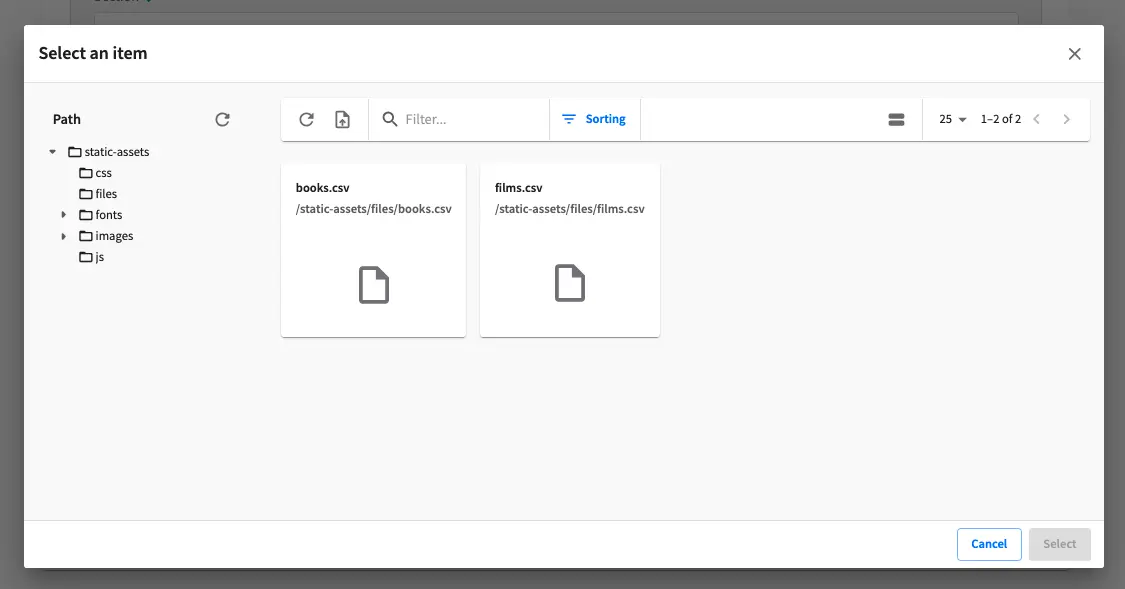 Select an item
Path
static-assets
css
files
fonts
images
js
Filter...
Sorting
25
1–2 of 2
books.csv
/static-assets/files/books.csv
films.csv
/static-assets/files/films.csv
Cancel
Select